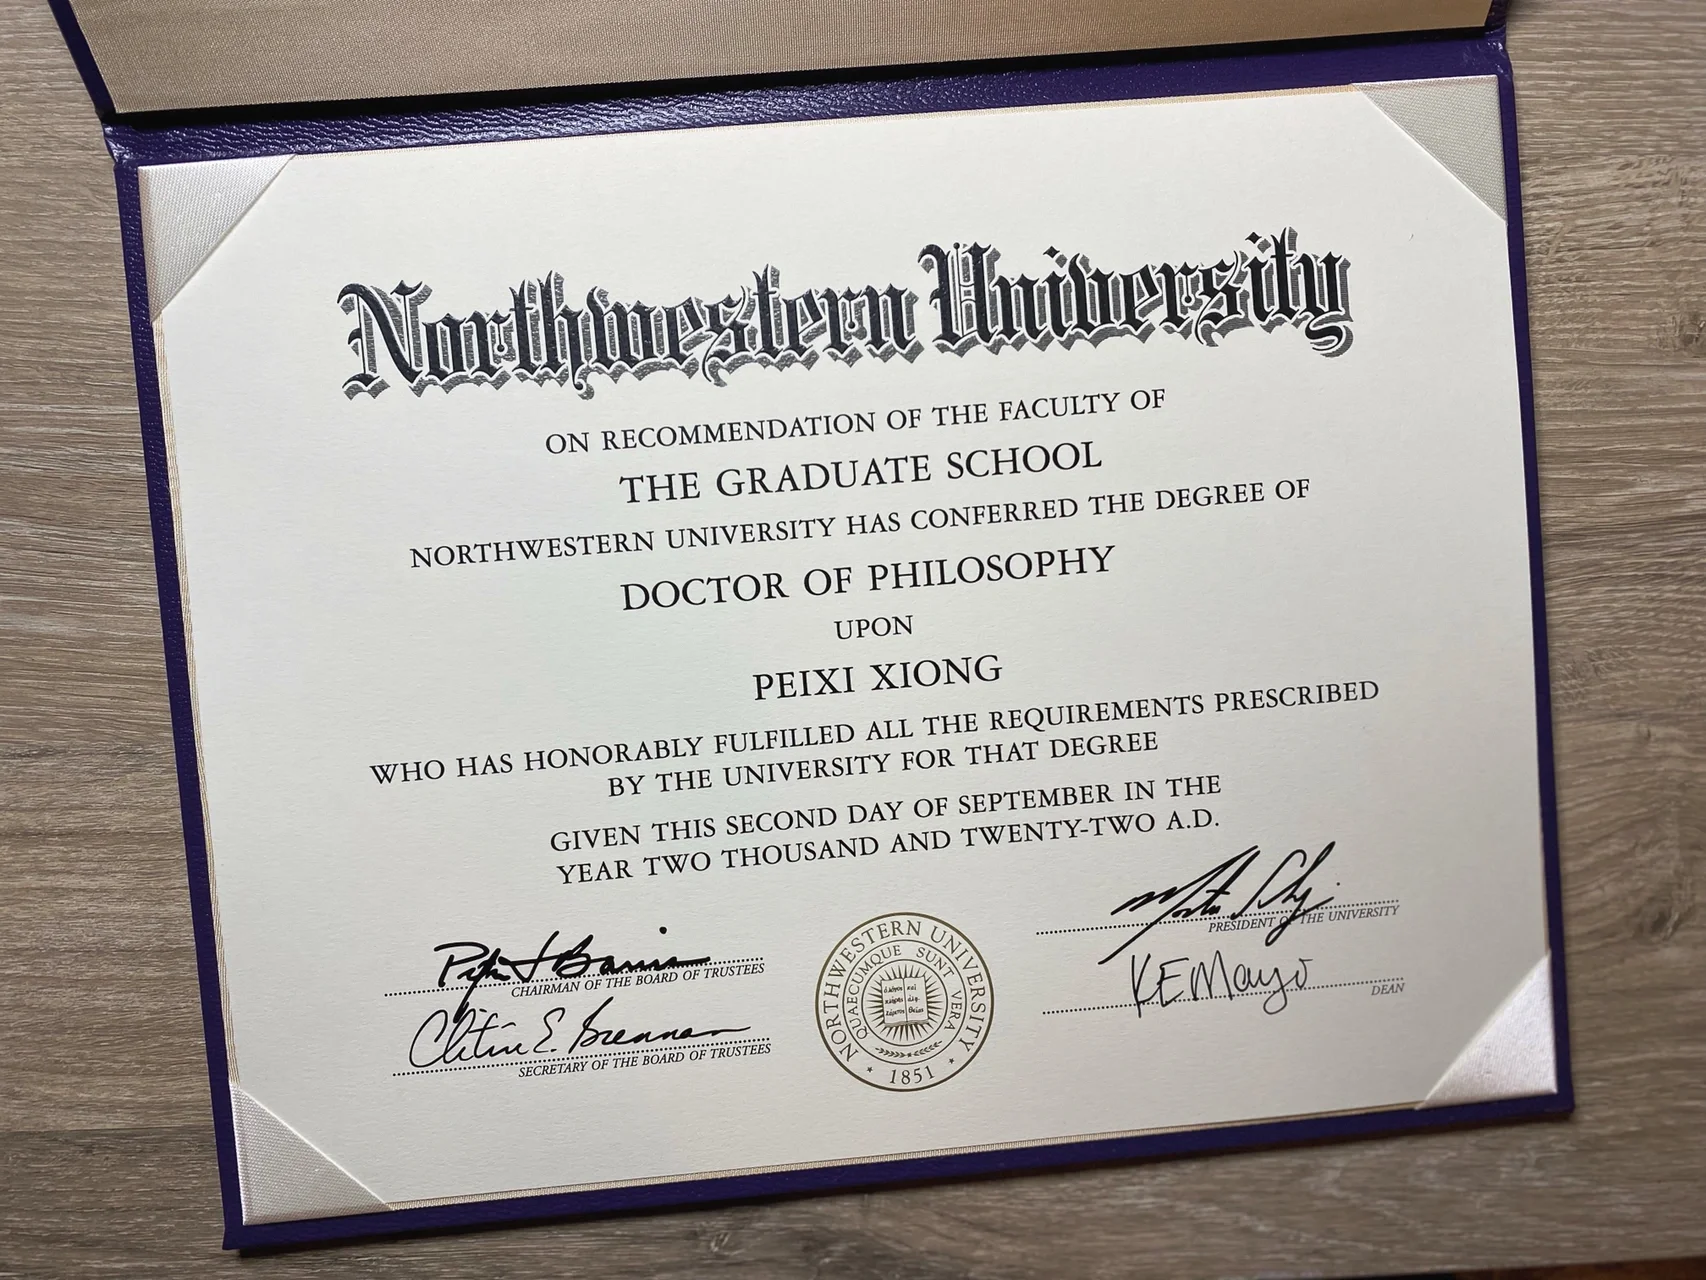 Northwestern University
ON RECOMMENDATION OF THE FACULTY OF
THE GRADUATE SCHOOL
NORTHWESTERN UNIVERSITY HAS CONFERRED THE DEGREE OF
DOCTOR OF PHILOSOPHY
UPON
PEIXI XIONG
WHO HAS HONORABLY FULFILLED ALL THE REQUIREMENTS PRESCRIBED
BY THE UNIVERSITY FOR THAT DEGREE
GIVEN THIS SECOND DAY OF SEPTEMBER IN THE
YEAR TWO THOUSAND AND TWENTY-TWO A.D.
CHAIRMAN OF THE BOARD OF TRUSTEES
SECRETARY OF THE BOARD OF TRUSTEES
NORTHWESTERN UNIVERSITY
QUAECUMQUE SUNT VERA
1851
PRESIDENT OF THE UNIVERSITY
K E Mayo
DEAN